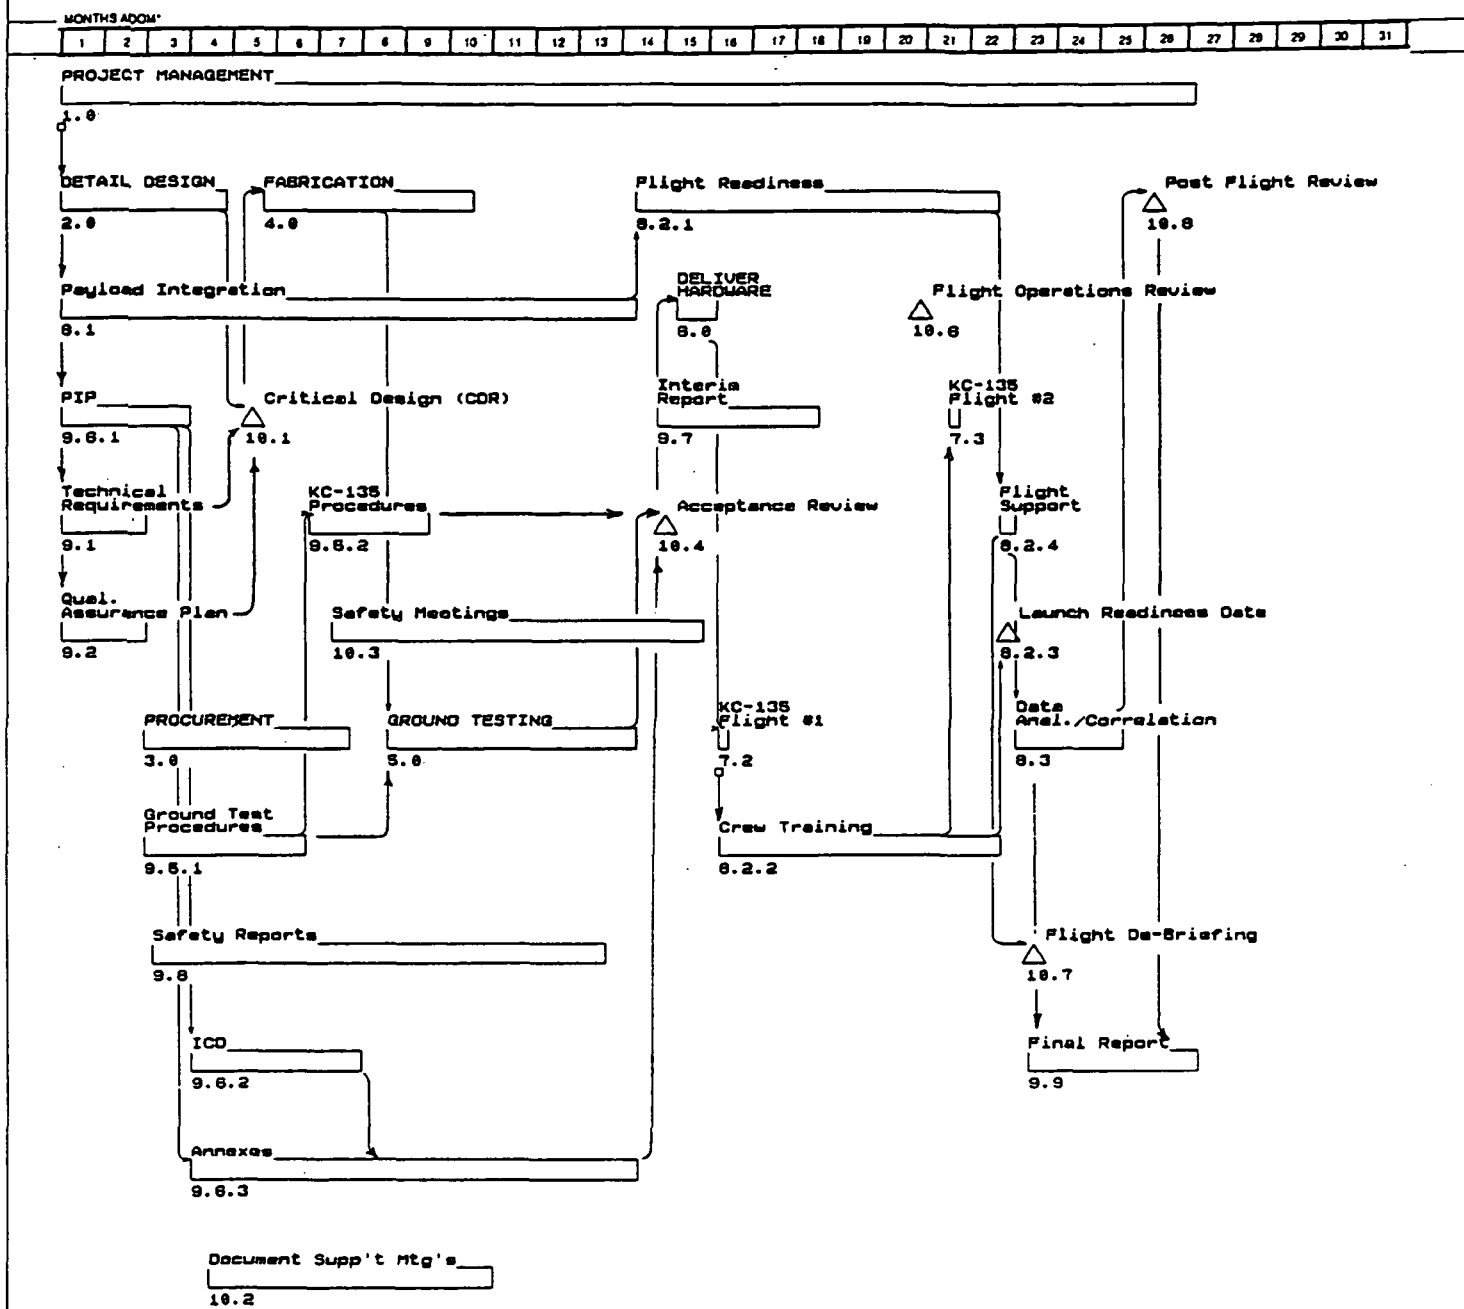 MONTHS ADOM*
1 2 3 4 5 6 7 8 9 10 11 12 13 14 15 16 17 18 19 20 21 22 23 24 25 26 27 28 29 30 31
PROJECT MANAGEMENT
1.0
DETAIL DESIGN
2.0
FABRICATION
4.0
Flight Readiness
8.2.1
Post Flight Review
10.8
Payload Integration
8.1
DELIVER
HARDWARE
6.0
Flight Operations Review
10.6
PIP
9.6.1
Critical Design (CDR)
10.1
Interim
Report
9.7
KC-135
Flight #2
7.3
Technical
Requirements
9.1
KC-135
Procedures
9.5.2
Acceptance Review
10.4
Flight
Support
8.2.4
Qual.
Assurance Plan
9.2
Safety Meetings
10.3
Launch Readiness Date
8.2.3
PROCUREMENT
3.0
GROUND TESTING
5.0
KC-135
Flight #1
7.2
Data
Anal./Correlation
8.3
Ground Test
Procedures
9.5.1
Crew Training
8.2.2
Safety Reports
9.8
Flight De-Briefing
10.7
ICD
9.6.2
Final Report
9.9
Annexes
9.6.3
Document Supp't Mtg's
10.2